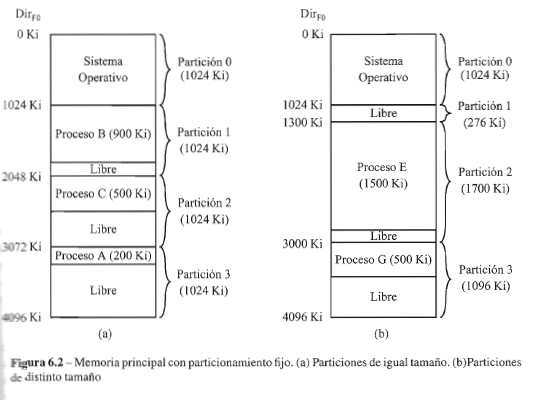 Dir_F0
0 Ki
Sistema
Operativo
Partición 0
(1024 Ki)
1024 Ki
Proceso B (900 Ki)
Partición 1
(1024 Ki)
Libre
2048 Ki
Proceso C (500 Ki)
Partición 2
(1024 Ki)
Libre
3072 Ki
Proceso A (200 Ki)
Partición 3
(1024 Ki)
Libre
4096 Ki
(a)
Dir_F0
0 Ki
Sistema
Operativo
Partición 0
(1024 Ki)
1024 Ki
Libre
Partición 1
(276 Ki)
1300 Ki
Proceso E
(1500 Ki)
Partición 2
(1700 Ki)
Libre
3000 Ki
Proceso G (500 Ki)
Partición 3
(1096 Ki)
Libre
4096 Ki
(b)
Figura 6.2 – Memoria principal con particionamiento fijo. (a) Particiones de igual tamaño. (b)Particiones
de distinto tamaño